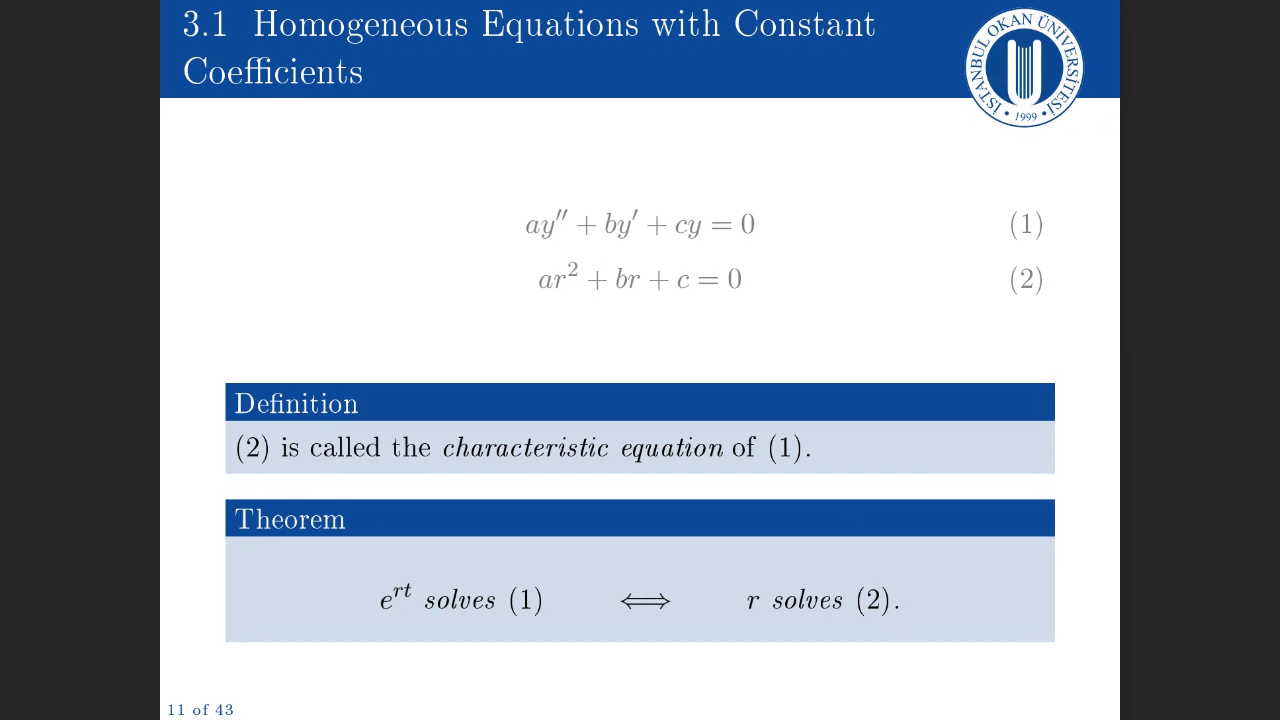 3.1 Homogeneous Equations with Constant
Coefficients
İSTANBUL OKAN ÜNİVERSİTESİ
• 1999 •
ay″ + by′ + cy = 0 (1)
ar² + br + c = 0 (2)
Definition
(2) is called the characteristic equation of (1).
Theorem
e^{rt} solves (1) ⟺ r solves (2).
11 of 43